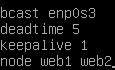 bcast enp0s3
deadtime 5
keepalive 1
node web1 web2